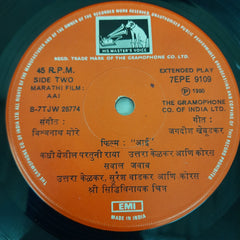 HIS MASTER'S VOICE
REGD. TRADE MARK OF THE GRAMOPHONE CO. LTD.
45 R.P.M.
SIDE TWO
MARATHI FILM:
AAI
EXTENDED PLAY
7EPE 9109
B-7TJW 26774
℗ 1990
THE GRAMOPHONE
CO. OF INDIA LTD.
संगीत :
विश्वनाथ मोरे
गीत :
जगदीश खेबुडकर
फिल्म : "आई"
कधी येशील परतुनी राया उत्तरा केळकर आणि कोरस
सवाल जवाब
उत्तरा केळकर, सुरेश वाडकर आणि कोरस
श्री सिद्धिविनायक चित्र
EMI
MADE IN INDIA